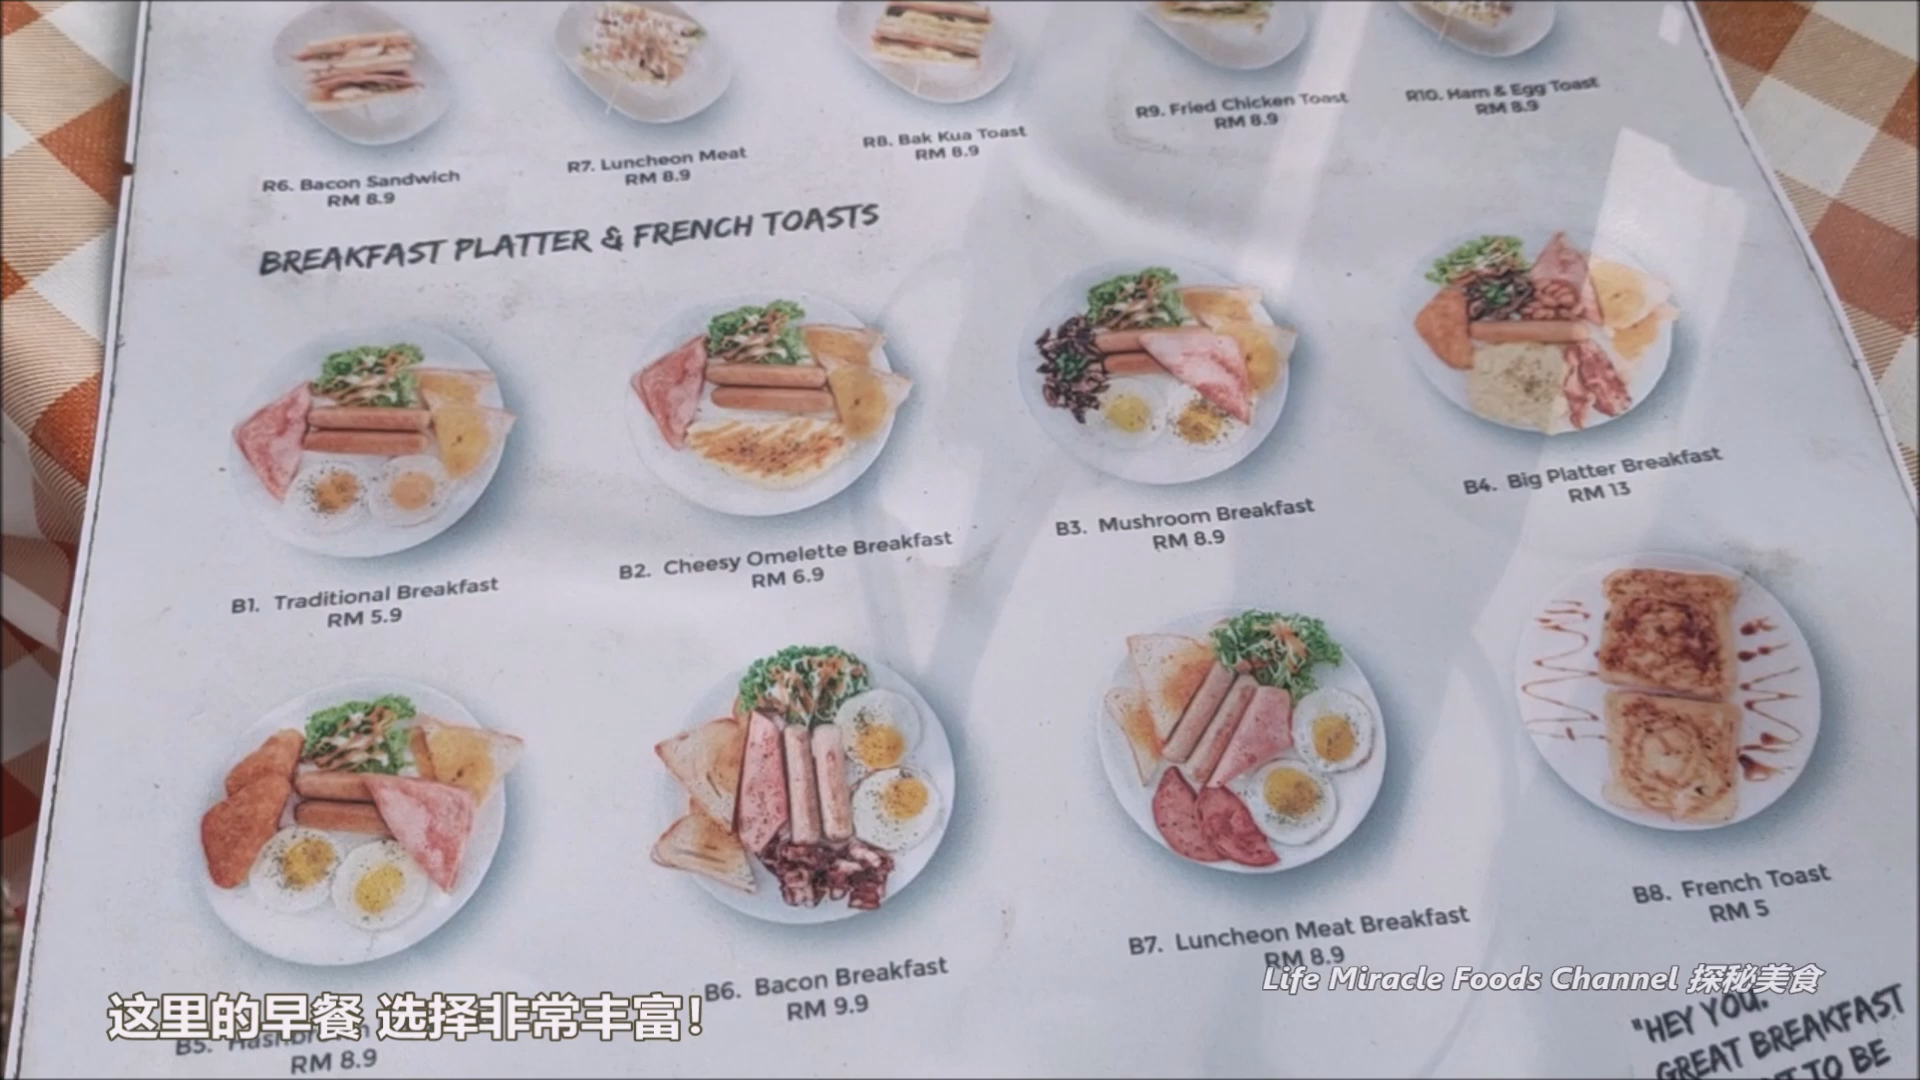 R6. Bacon Sandwich
RM 8.9
R7. Luncheon Meat
RM 8.9
R8. Bak Kua Toast
RM 8.9
R9. Fried Chicken Toast
RM 8.9
R10. Ham & Egg Toast
RM 8.9
BREAKFAST PLATTER & FRENCH TOASTS
B1. Traditional Breakfast
RM 5.9
B2. Cheesy Omelette Breakfast
RM 6.9
B3. Mushroom Breakfast
RM 8.9
B4. Big Platter Breakfast
RM 13
B5.
RM 8.9
B6. Bacon Breakfast
RM 9.9
B7. Luncheon Meat Breakfast
RM 8.9
B8. French Toast
RM 5
"HEY YOU.
GREAT BREAKFAST
TO BE
这里的早餐 选择非常丰富!
Life Miracle Foods Channel 探秘美食